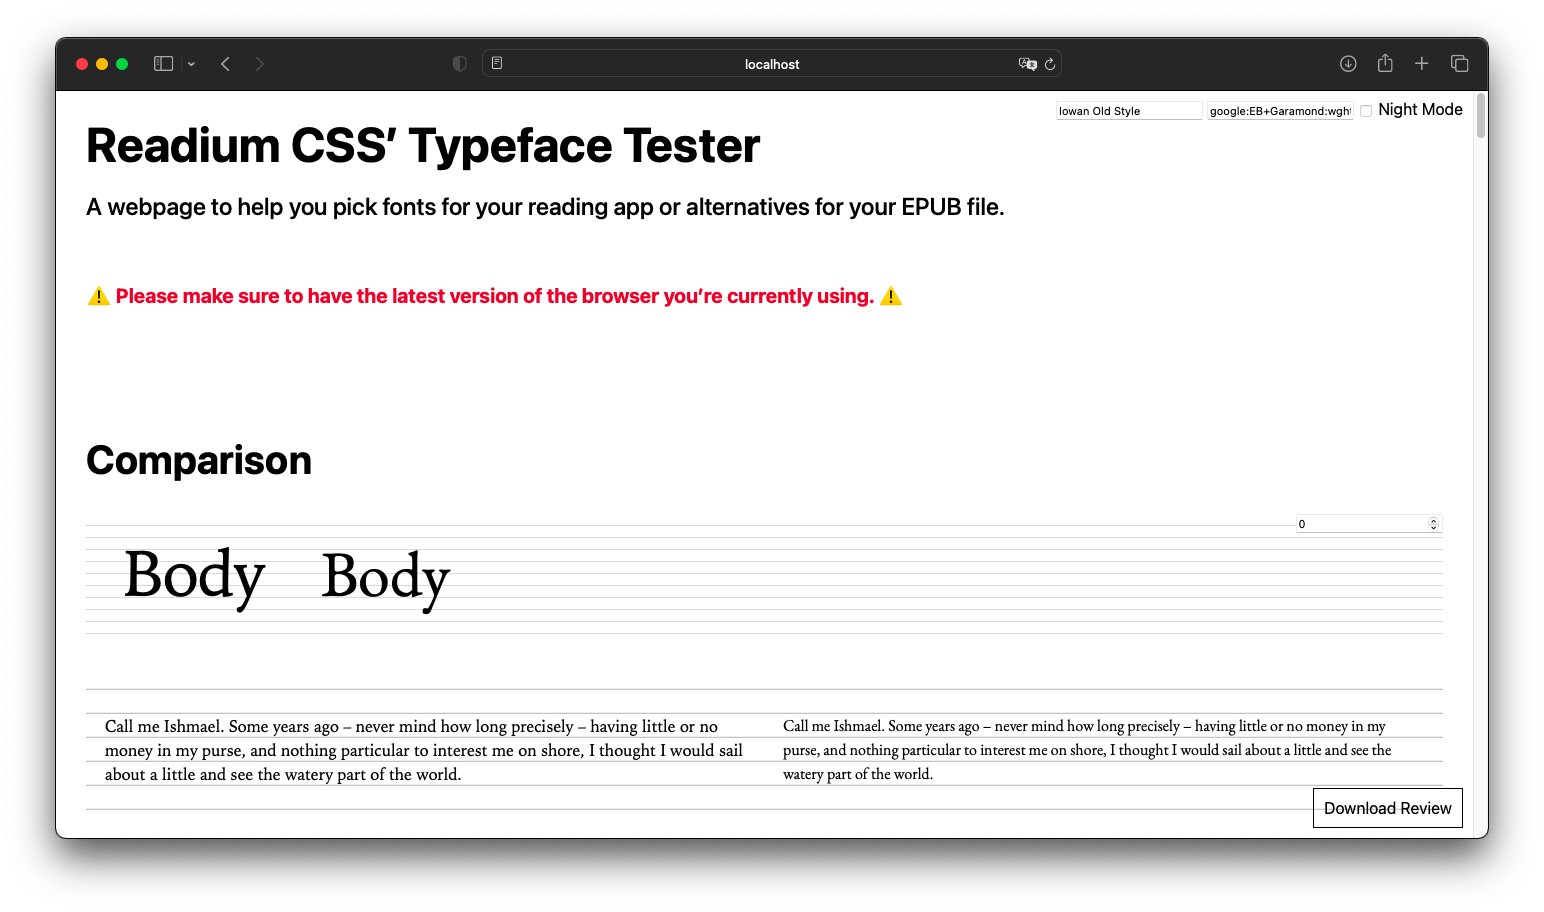 localhost
Iowan Old Style
google:EB+Garamond:wgh
Night Mode
Readium CSS’ Typeface Tester
A webpage to help you pick fonts for your reading app or alternatives for your EPUB file.
⚠️ Please make sure to have the latest version of the browser you’re currently using. ⚠️
Comparison
0
Body Body
Call me Ishmael. Some years ago – never mind how long precisely – having little or no
money in my purse, and nothing particular to interest me on shore, I thought I would sail
about a little and see the watery part of the world.
Call me Ishmael. Some years ago – never mind how long precisely – having little or no money in my
purse, and nothing particular to interest me on shore, I thought I would sail about a little and see the
watery part of the world.
Download Review